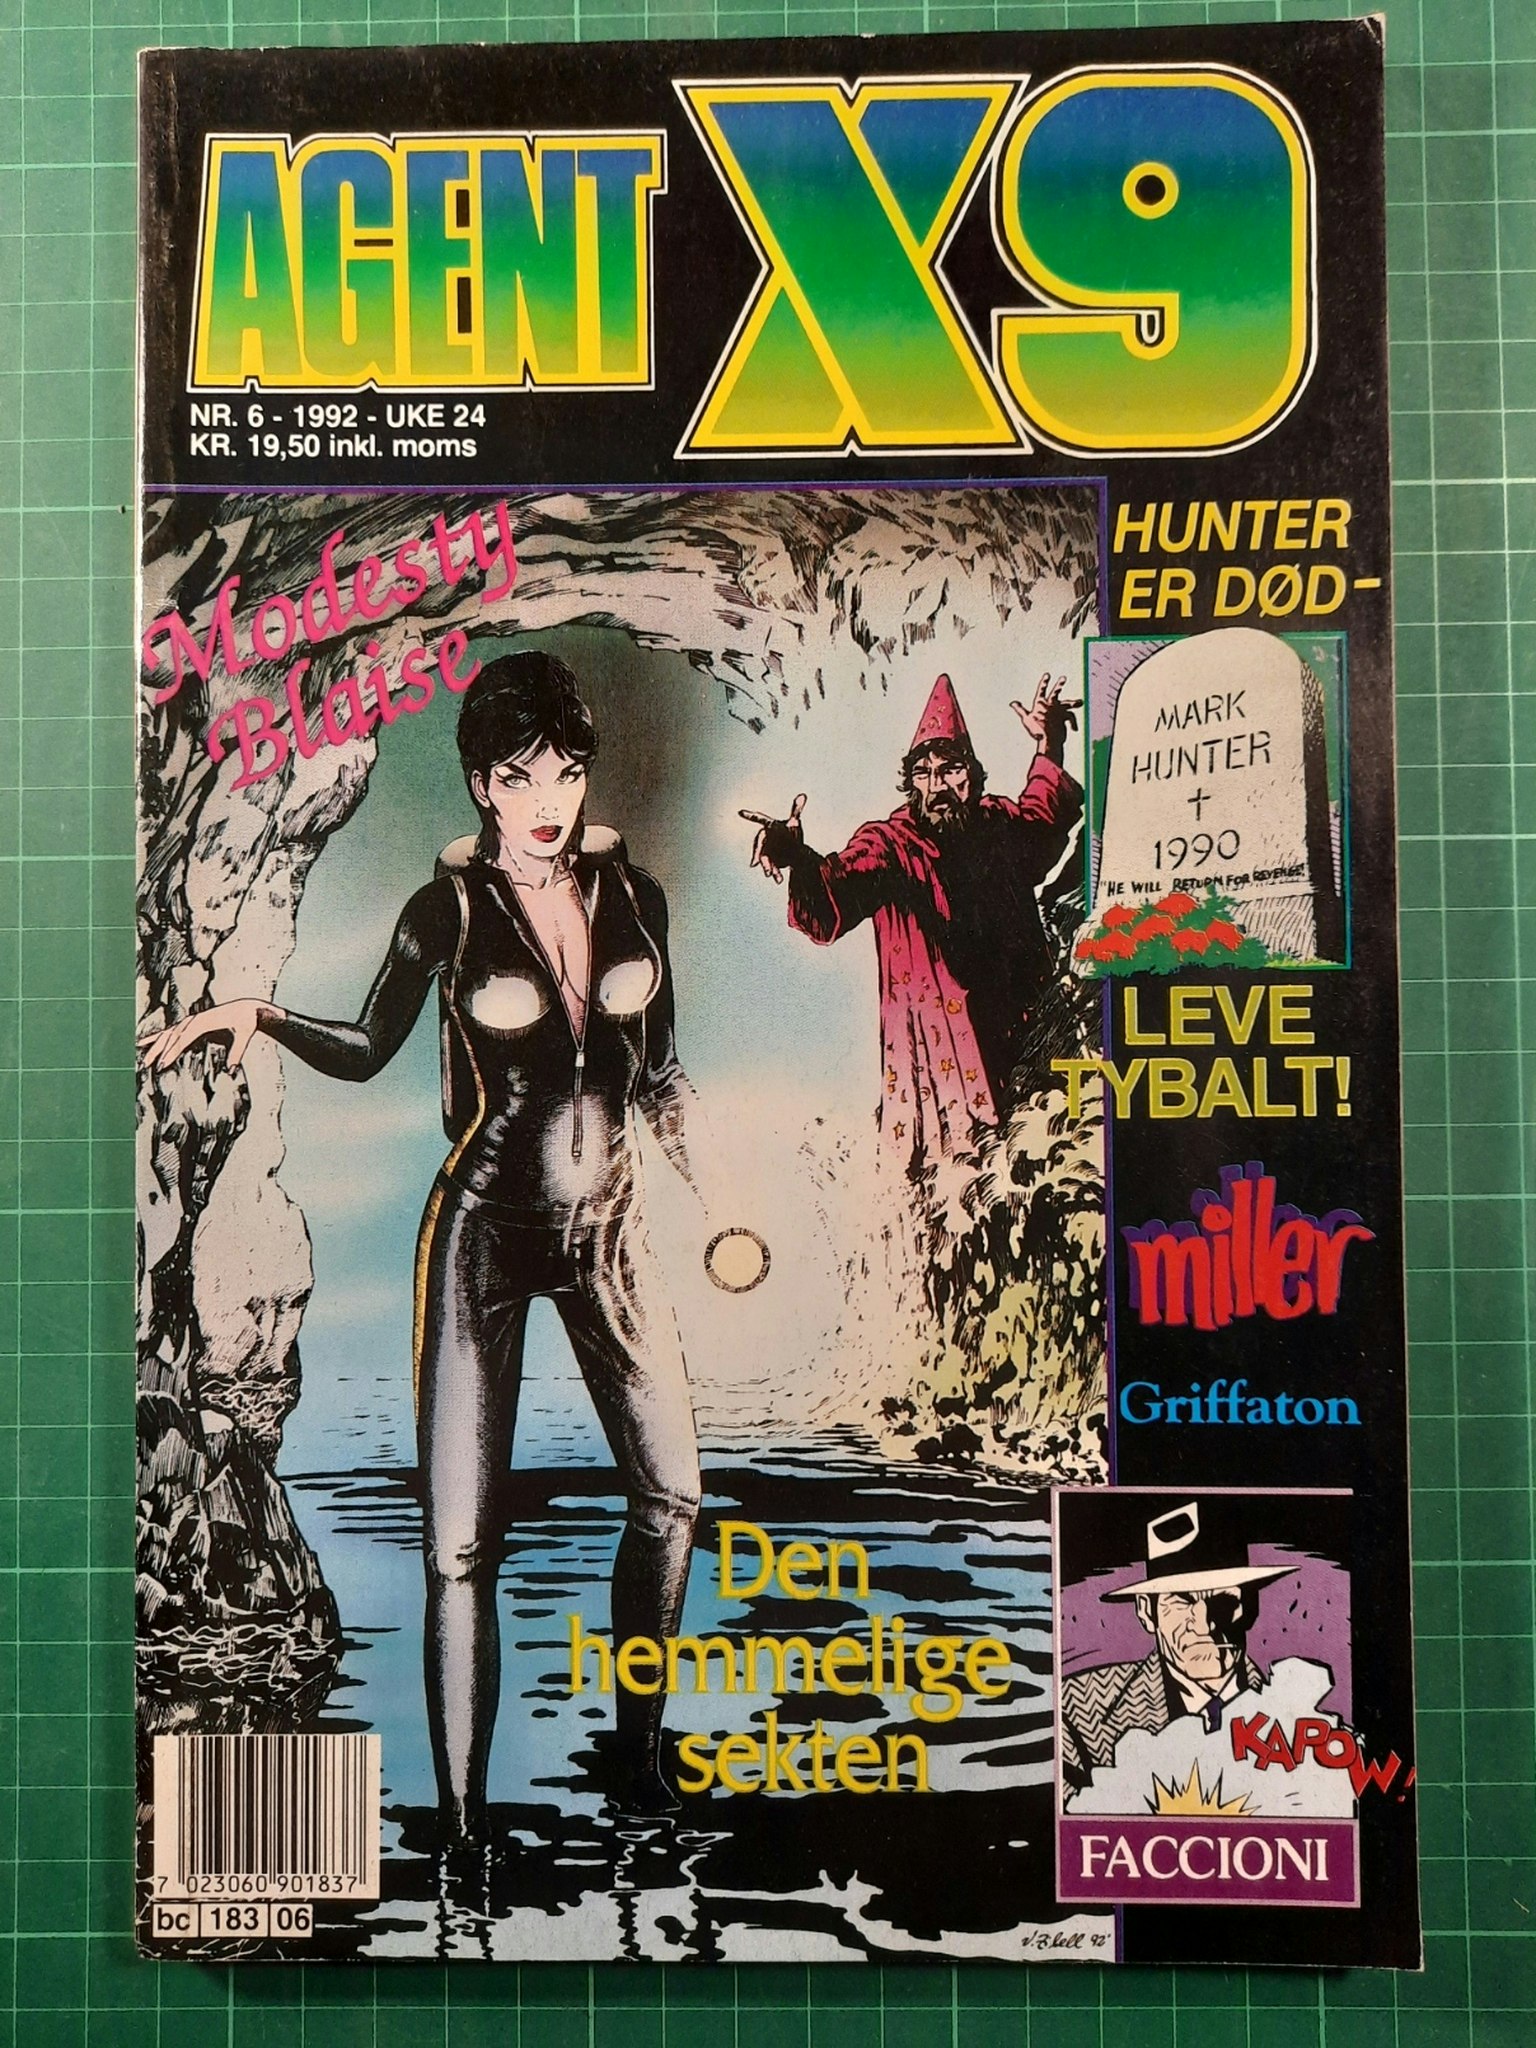 AGENT X9
NR. 6 - 1992 - UKE 24
KR. 19,50 inkl. moms
Modesty
Blaise
HUNTER
ER DØD-
MARK
HUNTER
†
1990
"HE WILL RETURN FOR REVENGE"
LEVE
TYBALT!
miller
Griffaton
Den
hemmelige
sekten
KAPOW!
FACCIONI
7 023060 901837
bc 183 06